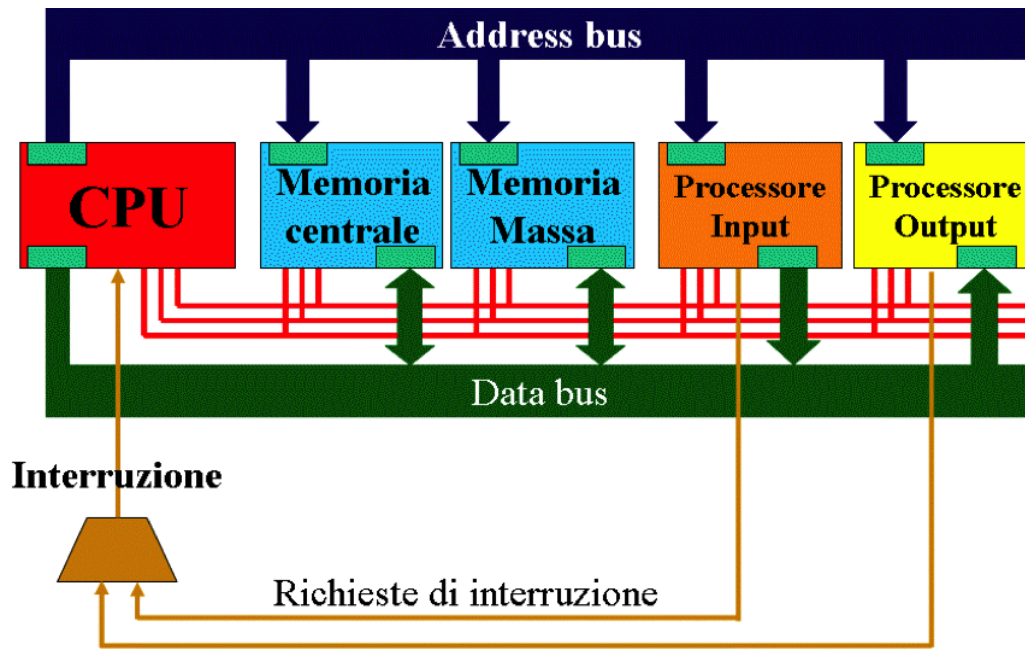 Address bus
CPU
Memoria
centrale
Memoria
Massa
Processore
Input
Processore
Output
Data bus
Interruzione
Richieste di interruzione